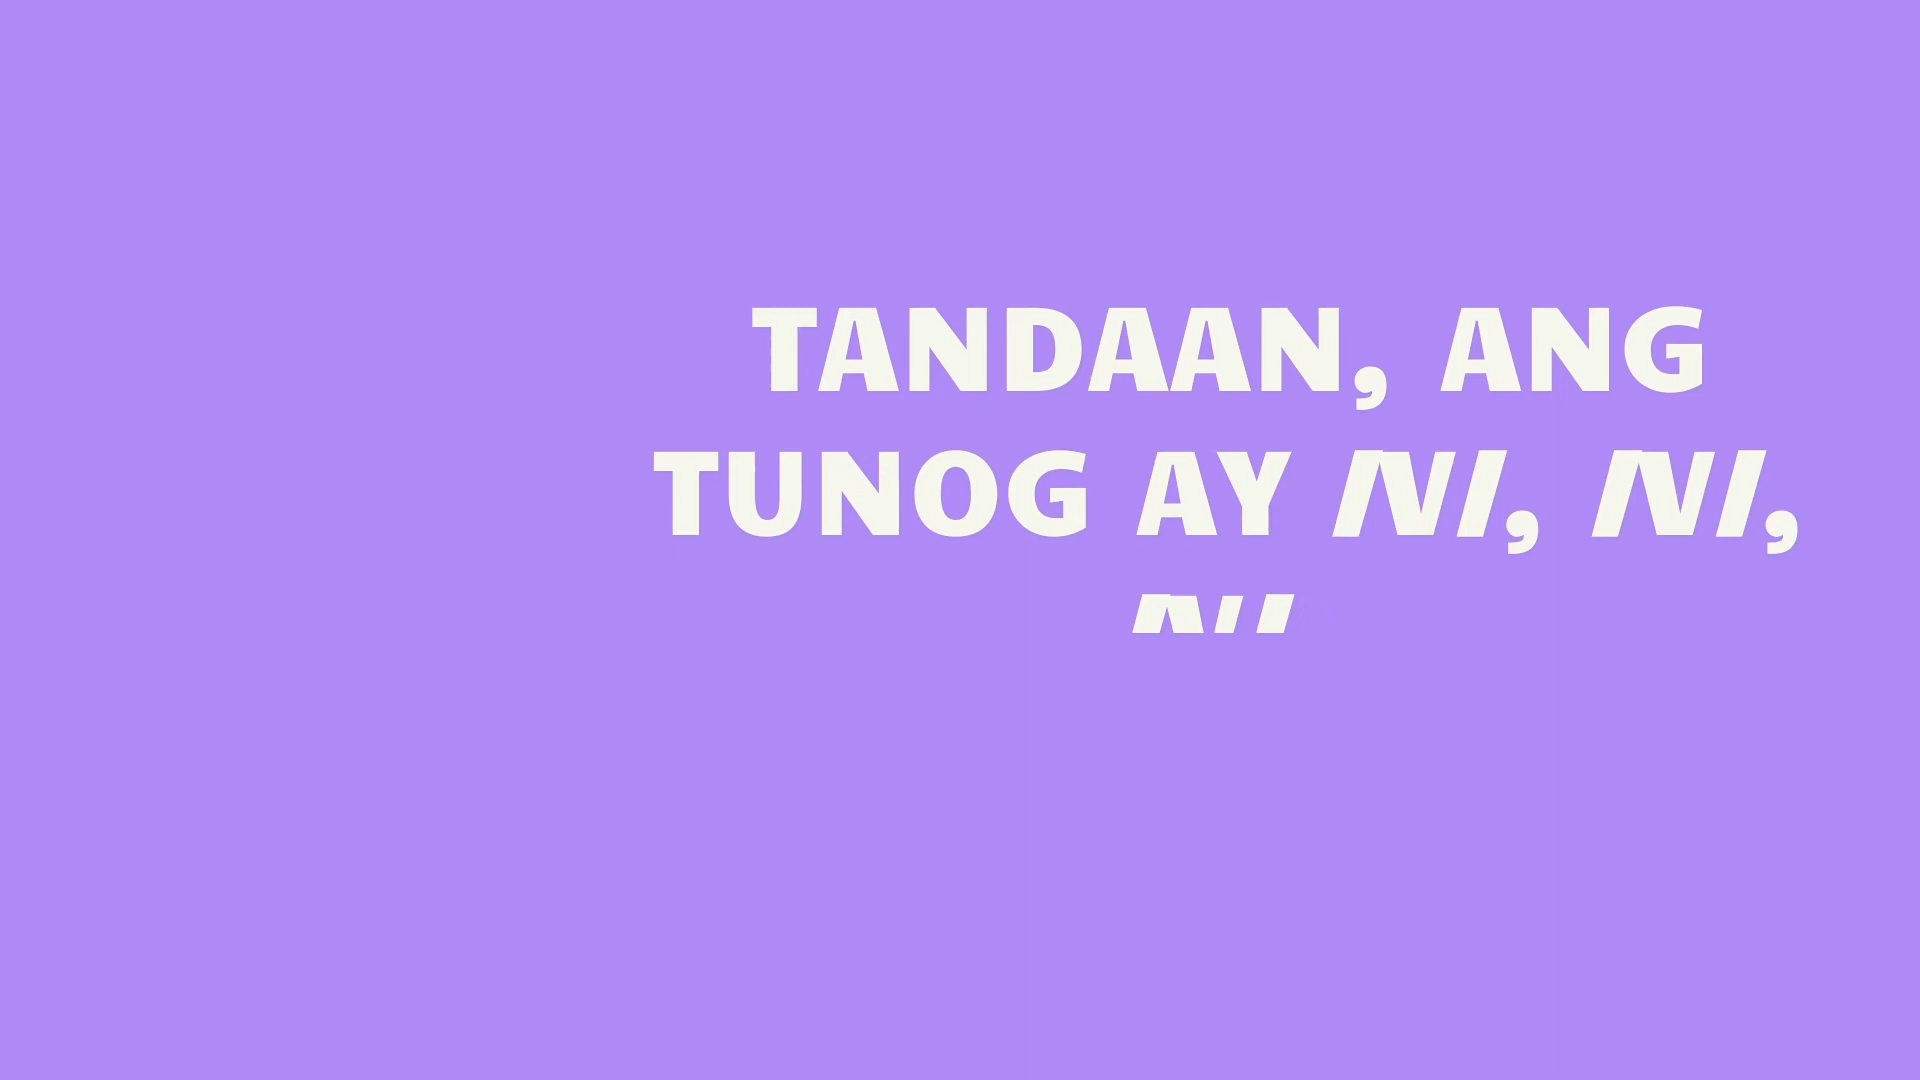 TANDAAN, ANG
TUNOG AY /V/, /V/,